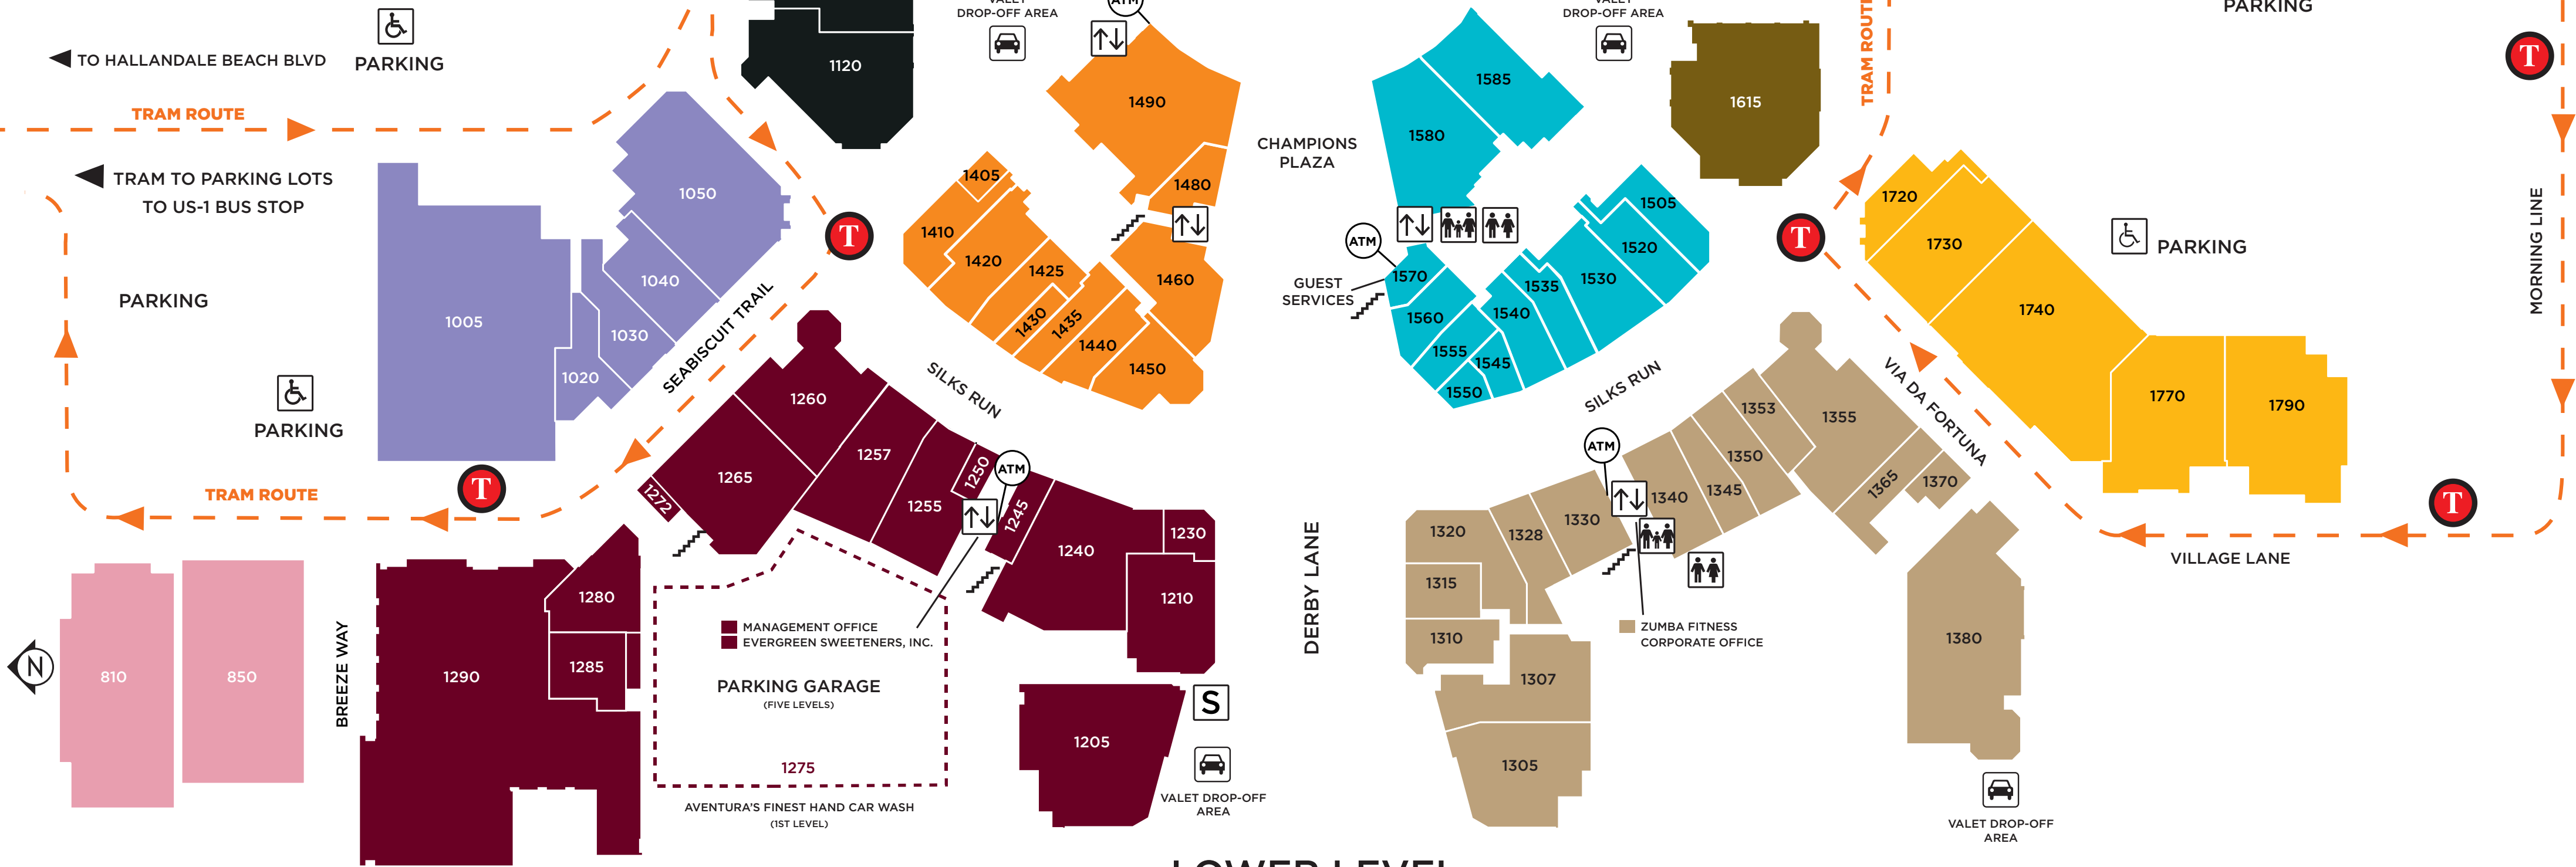 VALET
DROP-OFF AREA
ATM
VALET
DROP-OFF AREA
PARKING
TO HALLANDALE BEACH BLVD
PARKING
TRAM ROUTE
TRAM TO PARKING LOTS
TO US-1 BUS STOP
PARKING
PARKING
TRAM ROUTE
TRAM ROUTE
T
T
T
T
T
1120
1005
1050
1040
1030
1020
SEABISCUIT TRAIL
1490
1480
1405
1410
1420
1425
1430
1435
1440
1450
1460
SILKS RUN
CHAMPIONS
PLAZA
ATM
GUEST
SERVICES
1585
1580
1570
1560
1555
1550
1545
1540
1535
1530
1520
1505
SILKS RUN
1615
1720
1730
1740
1770
1790
PARKING
MORNING LINE
VIA DA FORTUNA
VILLAGE LANE
1260
1265
1272
1257
1255
1250
ATM
1245
1240
1230
1210
1205
S
VALET DROP-OFF
AREA
MANAGEMENT OFFICE
EVERGREEN SWEETENERS, INC.
PARKING GARAGE
(FIVE LEVELS)
1275
AVENTURA'S FINEST HAND CAR WASH
(1ST LEVEL)
1280
1285
1290
BREEZE WAY
810
850
N
DERBY LANE
ATM
1320
1315
1310
1307
1305
1328
1330
1340
1345
1350
1353
1355
1365
1370
1380
ZUMBA FITNESS
CORPORATE OFFICE
VALET DROP-OFF
AREA
LOWER LEVEL